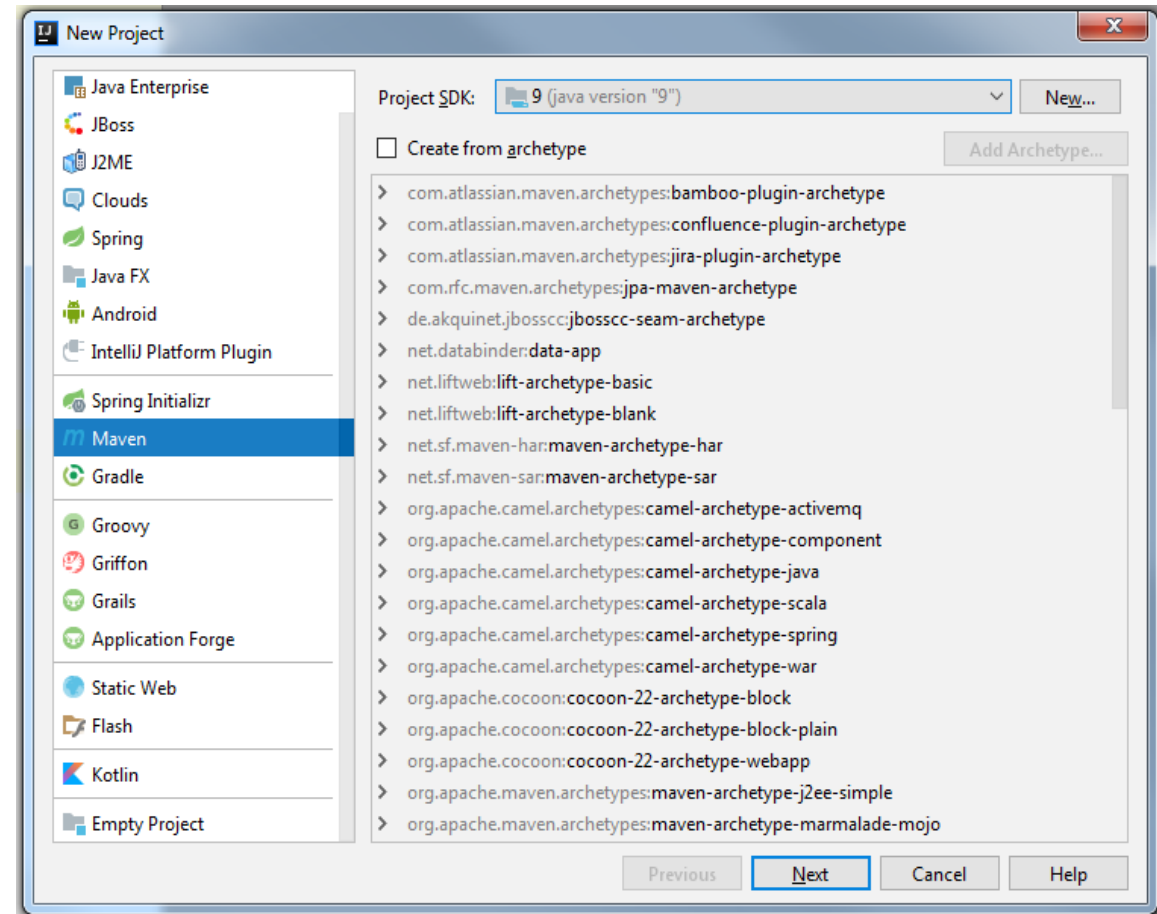 New Project
Java Enterprise
JBoss
J2ME
Clouds
Spring
Java FX
Android
IntelliJ Platform Plugin
Spring Initializr
Maven
Gradle
Groovy
Griffon
Grails
Application Forge
Static Web
Flash
Kotlin
Empty Project
Project SDK: 9 (java version "9") New...
Create from archetype Add Archetype...
com.atlassian.maven.archetypes:bamboo-plugin-archetype
com.atlassian.maven.archetypes:confluence-plugin-archetype
com.atlassian.maven.archetypes:jira-plugin-archetype
com.rfc.maven.archetypes:jpa-maven-archetype
de.akquinet.jbosscc:jbosscc-seam-archetype
net.databinder:data-app
net.liftweb:lift-archetype-basic
net.liftweb:lift-archetype-blank
net.sf.maven-har:maven-archetype-har
net.sf.maven-sar:maven-archetype-sar
org.apache.camel.archetypes:camel-archetype-activemq
org.apache.camel.archetypes:camel-archetype-component
org.apache.camel.archetypes:camel-archetype-java
org.apache.camel.archetypes:camel-archetype-scala
org.apache.camel.archetypes:camel-archetype-spring
org.apache.camel.archetypes:camel-archetype-war
org.apache.cocoon:cocoon-22-archetype-block
org.apache.cocoon:cocoon-22-archetype-block-plain
org.apache.cocoon:cocoon-22-archetype-webapp
org.apache.maven.archetypes:maven-archetype-j2ee-simple
org.apache.maven.archetypes:maven-archetype-marmalade-mojo
Previous Next Cancel Help